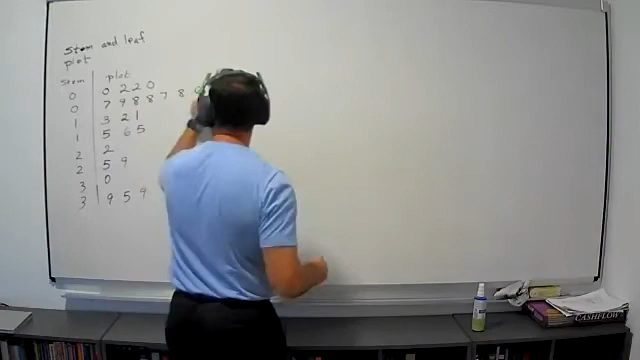 stem and leaf
plot
stem | plot
0 | 0 2 2 0
0 | 7 9 8 8 7 8
1 | 3 2 1
1 | 5 6 5
2 | 2
2 | 5 9
3 | 0
3 | 9 5 9
CASHFLOW